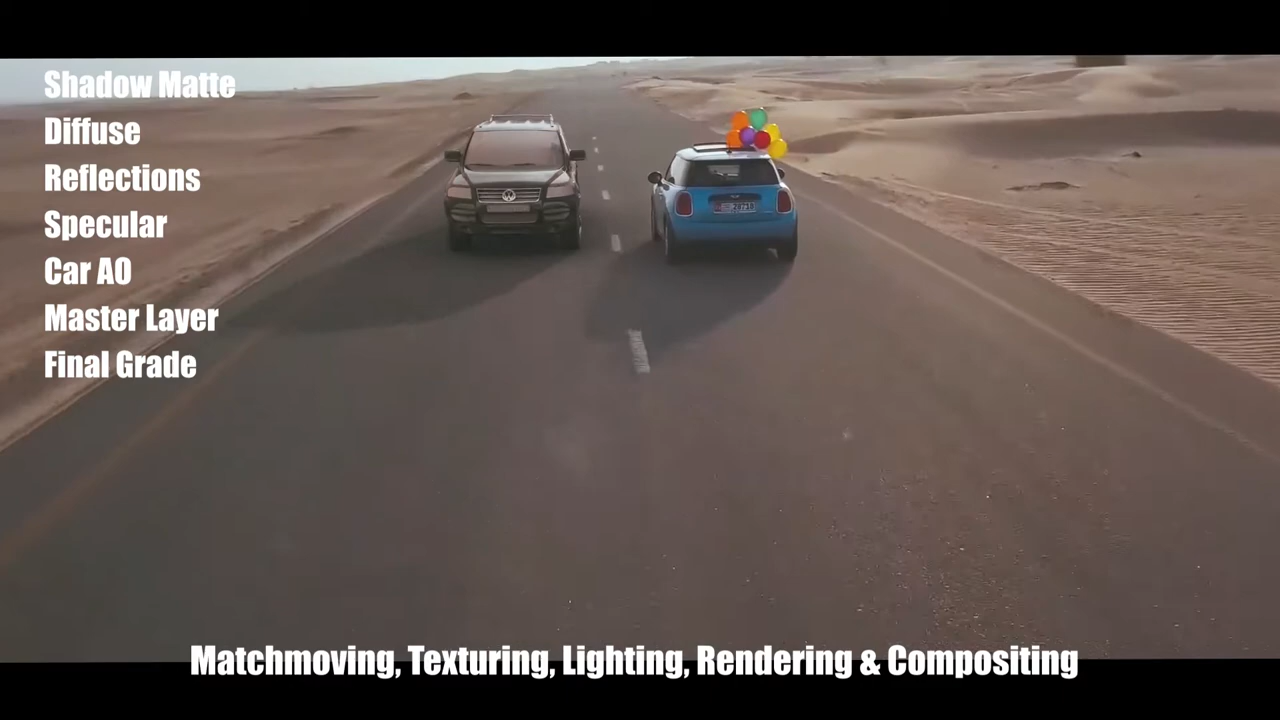 Shadow Matte
Diffuse
Reflections
Specular
Car AO
Master Layer
Final Grade
Matchmoving, Texturing, Lighting, Rendering & Compositing